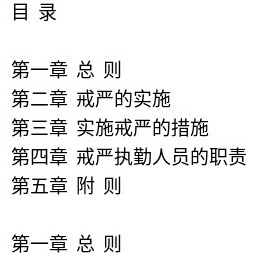 目 录
第一章 总 则
第二章 戒严的实施
第三章 实施戒严的措施
第四章 戒严执勤人员的职责
第五章 附 则
第一章 总 则